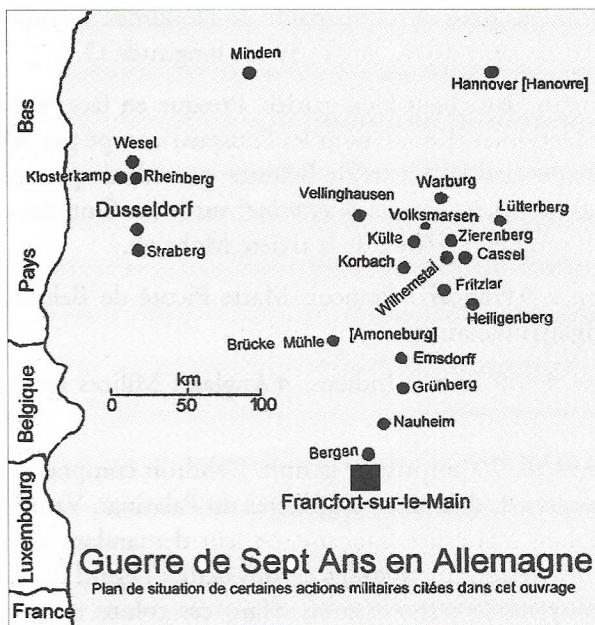 Minden
Hannover [Hanovre]
Bas
Wesel
Klosterkamp
Rheinberg
Vellinghausen
Warburg
Dusseldorf
Volksmarsen
Lütterberg
Külte
Zierenberg
Straberg
Korbach
Wilhemstal
Cassel
Pays
Fritzlar
Heiligenberg
Brücke Mühle
[Amoneburg]
Emsdorff
km
0 50 100
Grünberg
Belgique
Nauheim
Bergen
Francfort-sur-le-Main
Luxembourg
Guerre de Sept Ans en Allemagne
Plan de situation de certaines actions militaires citées dans cet ouvrage
France